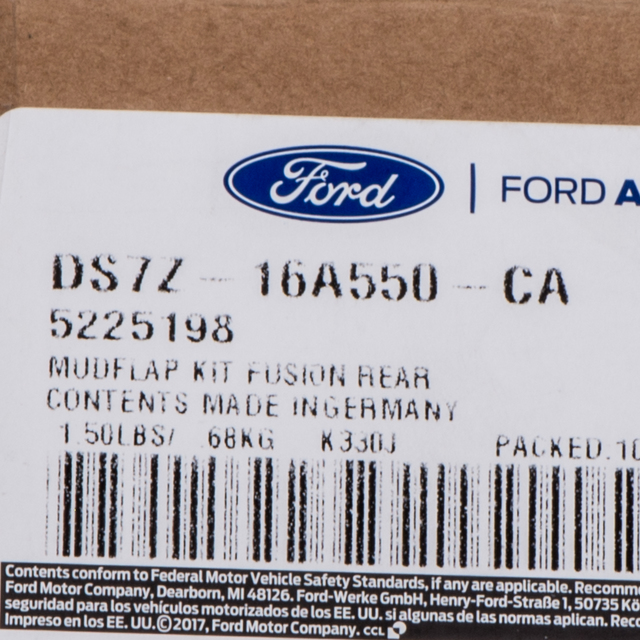 Ford | FORD A
DS7Z - 16A550 - CA
5225198
MUDFLAP KIT FUSION REAR
CONTENTS MADE INGERMANY
1.50LBS/ .68KG K330J PACKED.10
Contents conform to Federal Motor Vehicle Safety Standards, if any are applicable. Recomm
Ford Motor Company, Dearborn, MI 48126. Ford-Werke GmbH, Henry-Ford-Straße 1, 50735 Kö
seguridad para los vehículos motorizados de los EE. UU. si algunas de las normas aplican. Recom
Impreso en los EE. UU.©2017, Ford Motor Company. CCL